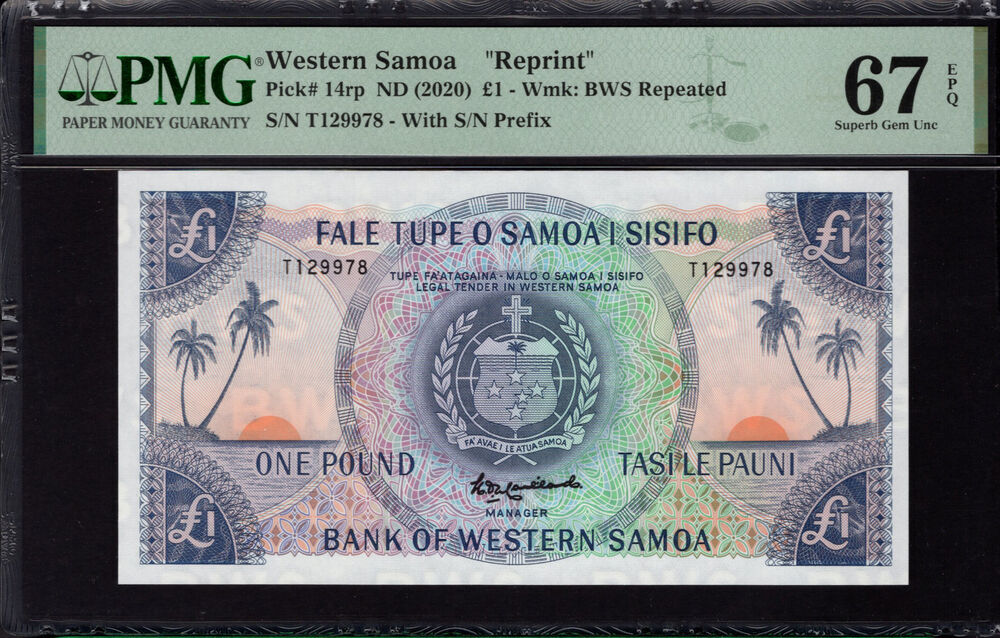 PMG® Western Samoa "Reprint"
PAPER MONEY GUARANTY
Pick# 14rp ND (2020) £1 - Wmk: BWS Repeated
S/N T129978 - With S/N Prefix
67 EPQ
Superb Gem Unc
£1 £1
FALE TUPE O SAMOA I SISIFO
T129978 T129978
TUPE FA'ATAGAINA - MALO O SAMOA I SISIFO
LEGAL TENDER IN WESTERN SAMOA
BWS
FA'AVAE I LE ATUA SAMOA
ONE POUND TASI LE PAUNI
MANAGER
£1 £1
BANK OF WESTERN SAMOA